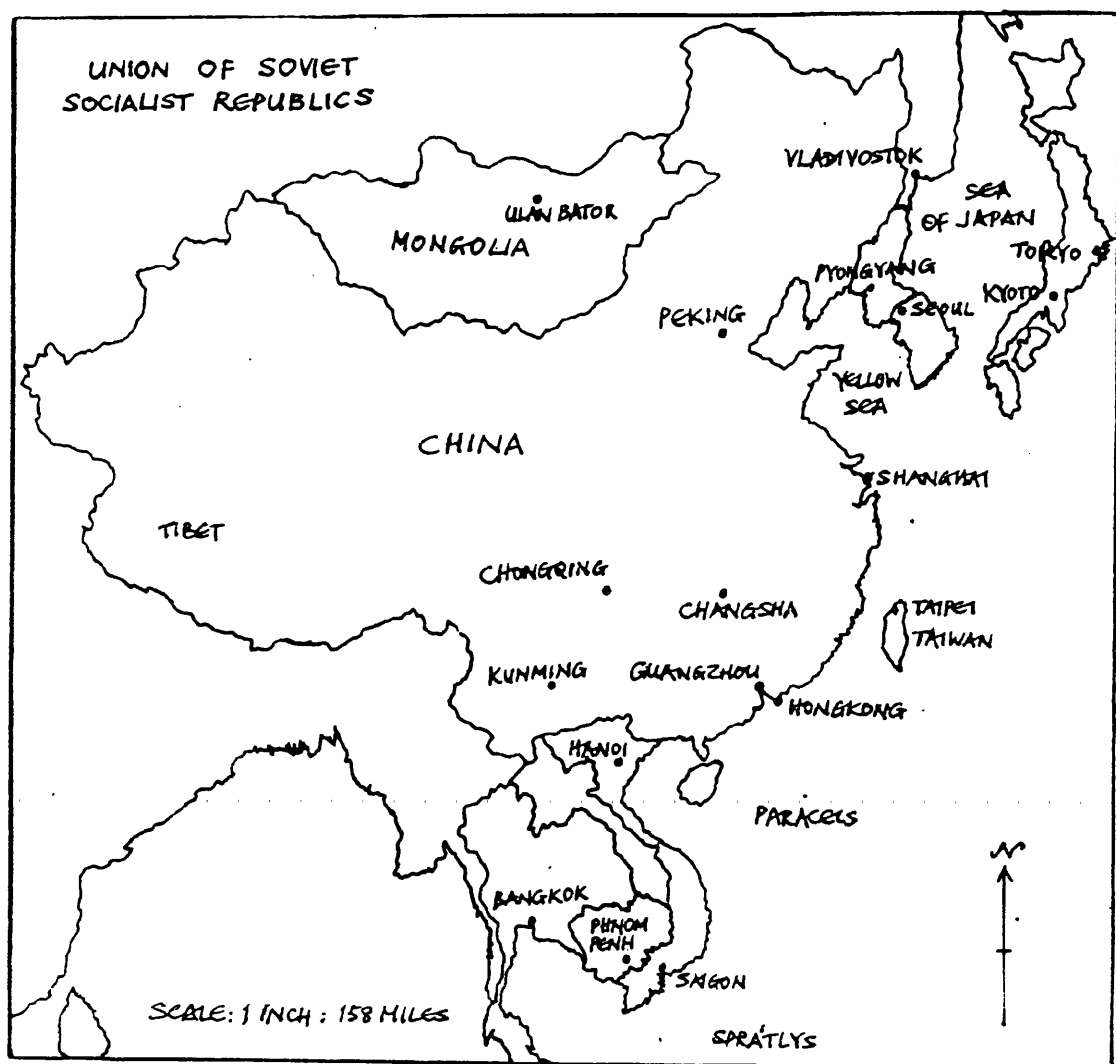 UNION OF SOVIET
SOCIALIST REPUBLICS
VLADIVOSTOK
ULAN BATOR
SEA
OF JAPAN
MONGOLIA
TOKYO
PYONGYANG
KYOTO
PEKING
SEOUL
YELLOW
SEA
CHINA
SHANGHAI
TIBET
CHONGQING
CHANGSHA
TAIPEI
TAIWAN
KUNMING
GUANGZHOU
HONGKONG
HANOI
PARACELS
N
BANGKOK
PHNOM
PENH
SAIGON
SCALE: 1 INCH : 158 MILES
SPRATLYS